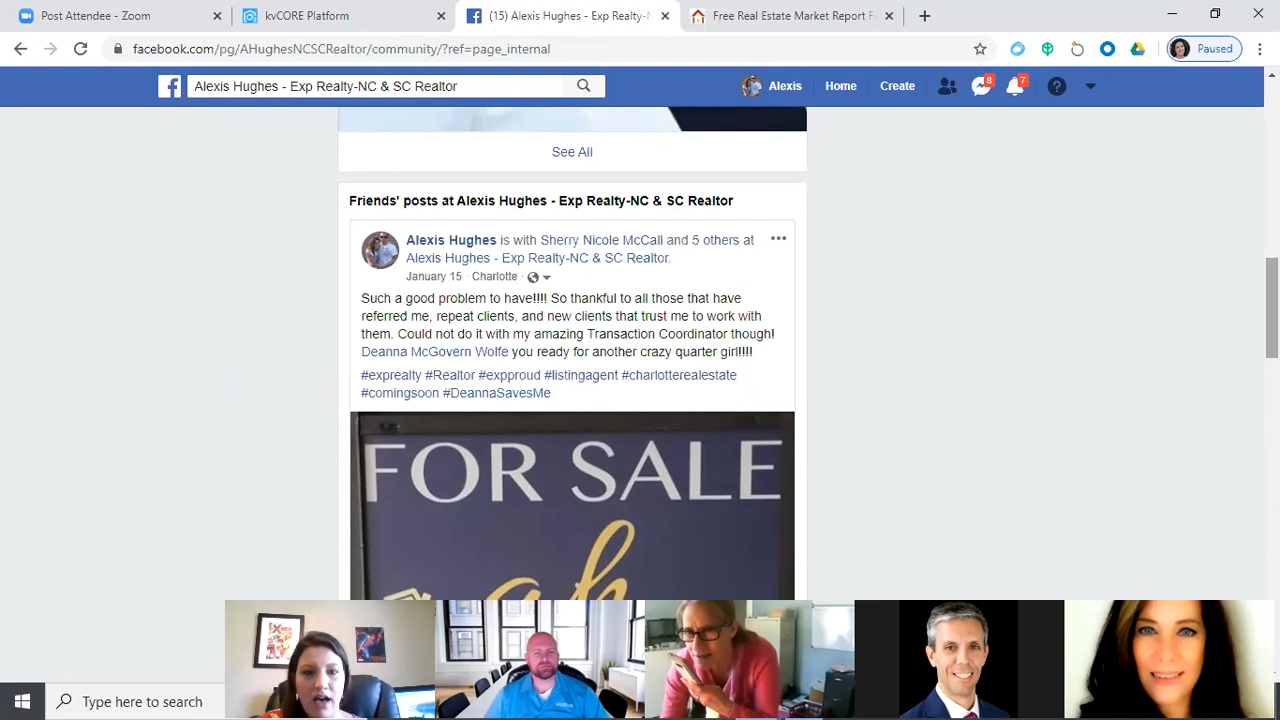 Post Attendee - Zoom
kvCORE Platform
(15) Alexis Hughes - Exp Realty-N
Free Real Estate Market Report F
facebook.com/pg/AHughesNCSCRealtor/community/?ref=page_internal
Paused
Alexis Hughes - Exp Realty-NC & SC Realtor
Alexis
Home
Create
8
7
See All
Friends' posts at Alexis Hughes - Exp Realty-NC & SC Realtor
Alexis Hughes is with Sherry Nicole McCall and 5 others at
Alexis Hughes - Exp Realty-NC & SC Realtor.
January 15 · Charlotte ·
Such a good problem to have!!!! So thankful to all those that have
referred me, repeat clients, and new clients that trust me to work with
them. Could not do it with my amazing Transaction Coordinator though!
Deanna McGovern Wolfe you ready for another crazy quarter girl!!!!
#exprealty #Realtor #expproud #listingagent #charlotterealestate
#comingsoon #DeannaSavesMe
FOR SALE
ah
Type here to search